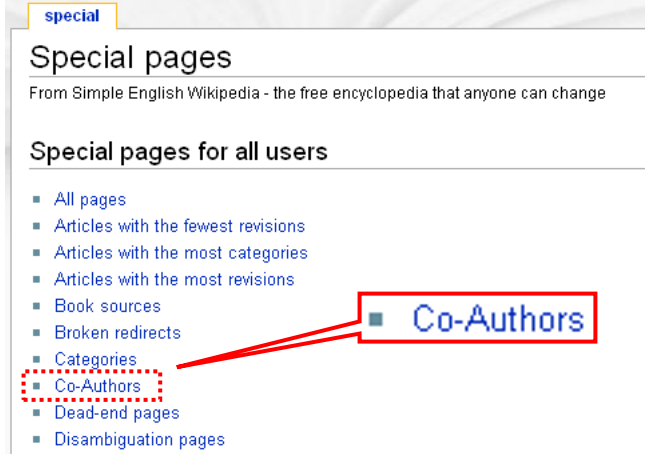 special
Special pages
From Simple English Wikipedia - the free encyclopedia that anyone can change
Special pages for all users
All pages
Articles with the fewest revisions
Articles with the most categories
Articles with the most revisions
Book sources
Broken redirects
Categories
Co-Authors
Dead-end pages
Disambiguation pages
Co-Authors